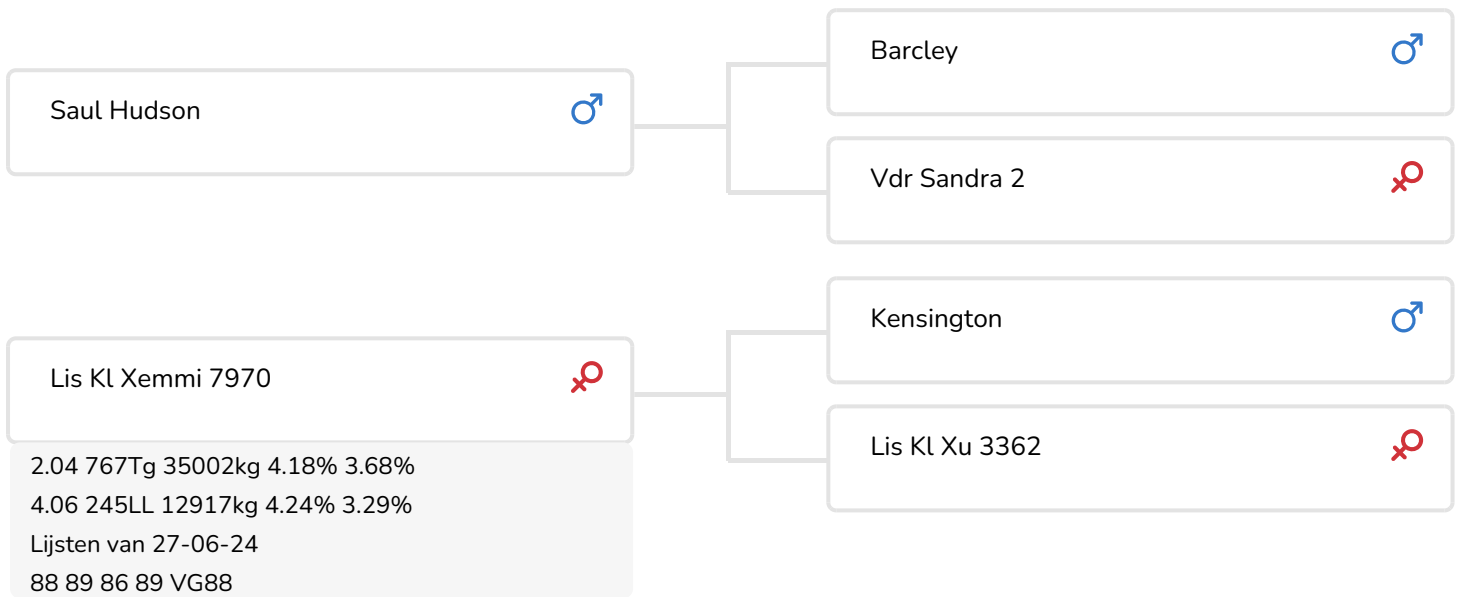 Saul Hudson
Barcley
Vdr Sandra 2
Lis Kl Xemmi 7970
2.04 767Tg 35002kg 4.18% 3.68%
4.06 245LL 12917kg 4.24% 3.29%
Lijsten van 27-06-24
88 89 86 89 VG88
Kensington
Lis Kl Xu 3362